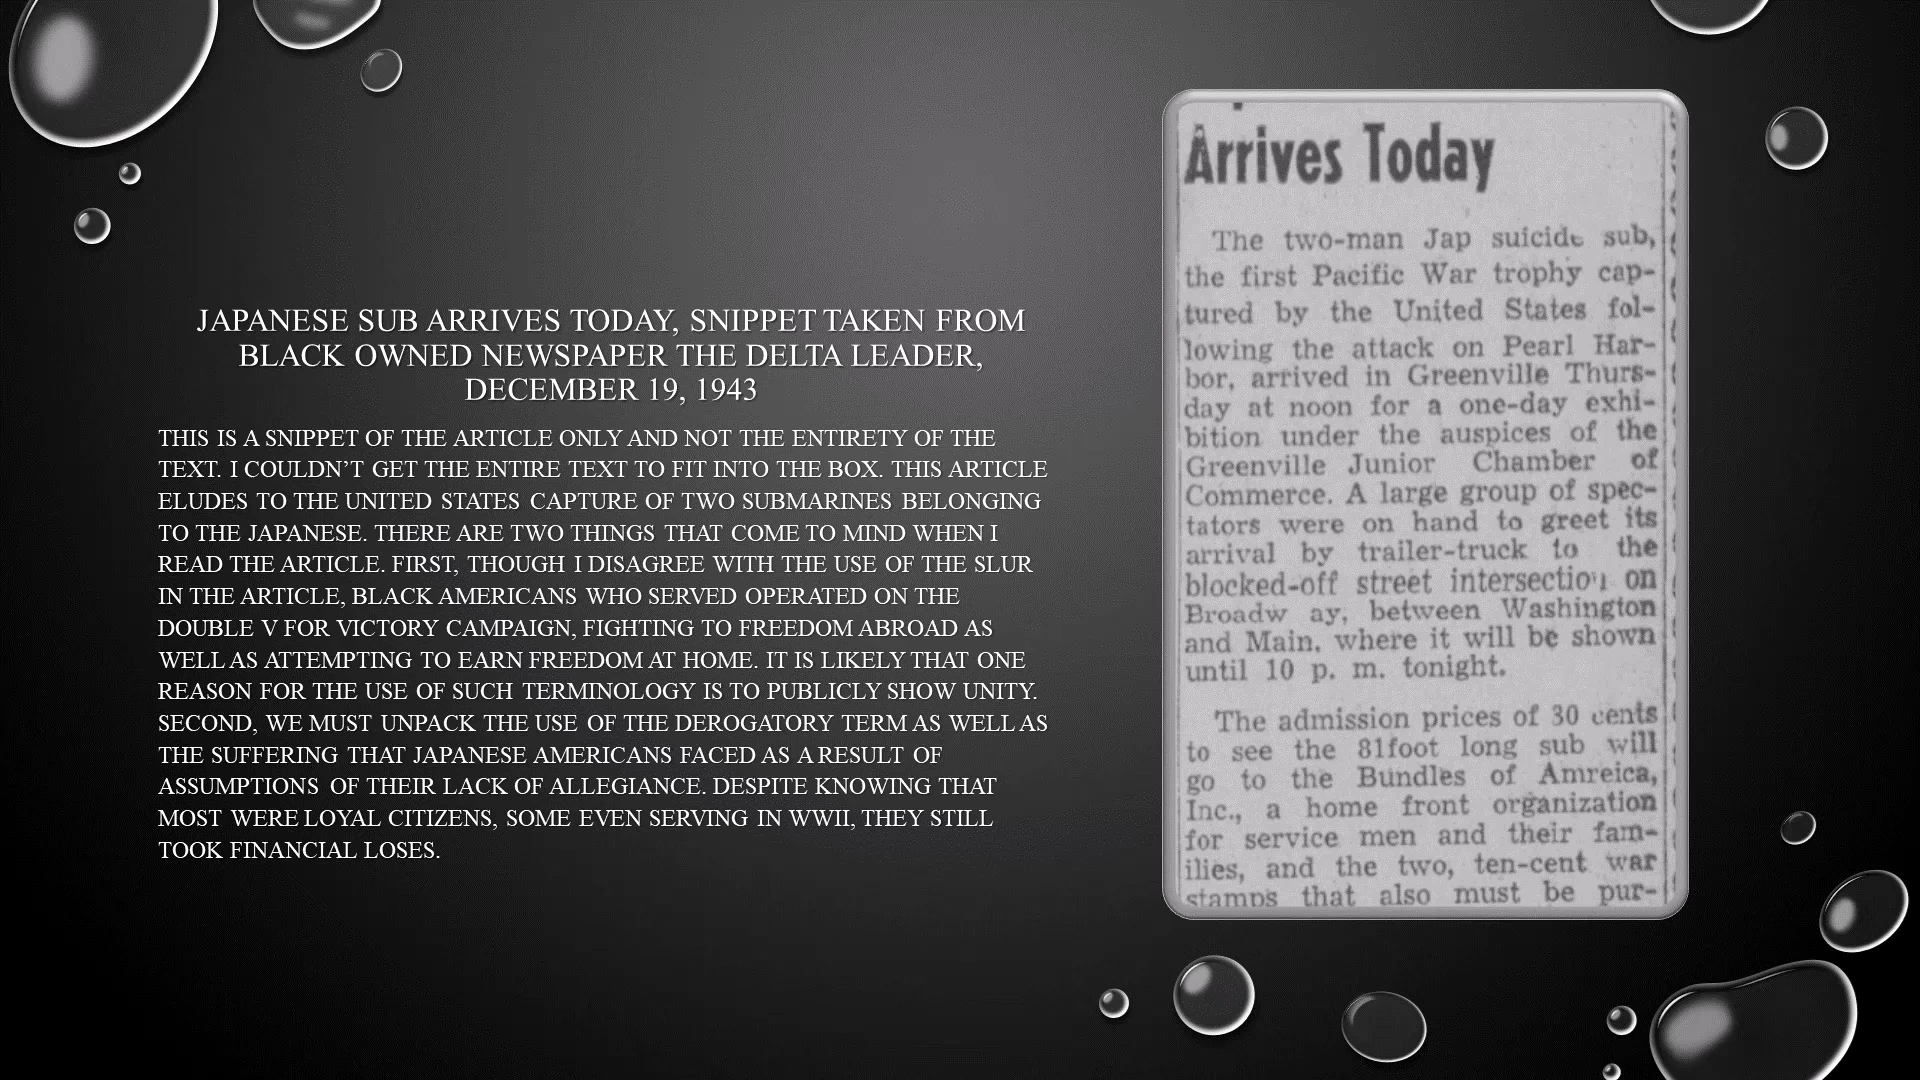 JAPANESE SUB ARRIVES TODAY, SNIPPET TAKEN FROM
BLACK OWNED NEWSPAPER THE DELTA LEADER,
DECEMBER 19, 1943
THIS IS A SNIPPET OF THE ARTICLE ONLY AND NOT THE ENTIRETY OF THE
TEXT. I COULDN’T GET THE ENTIRE TEXT TO FIT INTO THE BOX. THIS ARTICLE
ELUDES TO THE UNITED STATES CAPTURE OF TWO SUBMARINES BELONGING
TO THE JAPANESE. THERE ARE TWO THINGS THAT COME TO MIND WHEN I
READ THE ARTICLE. FIRST, THOUGH I DISAGREE WITH THE USE OF THE SLUR
IN THE ARTICLE, BLACK AMERICANS WHO SERVED OPERATED ON THE
DOUBLE V FOR VICTORY CAMPAIGN, FIGHTING TO FREEDOM ABROAD AS
WELL AS ATTEMPTING TO EARN FREEDOM AT HOME. IT IS LIKELY THAT ONE
REASON FOR THE USE OF SUCH TERMINOLOGY IS TO PUBLICLY SHOW UNITY.
SECOND, WE MUST UNPACK THE USE OF THE DEROGATORY TERM AS WELL AS
THE SUFFERING THAT JAPANESE AMERICANS FACED AS A RESULT OF
ASSUMPTIONS OF THEIR LACK OF ALLEGIANCE. DESPITE KNOWING THAT
MOST WERE LOYAL CITIZENS, SOME EVEN SERVING IN WWII, THEY STILL
TOOK FINANCIAL LOSES.
Arrives Today
The two-man Jap suicide sub,
the first Pacific War trophy cap-
tured by the United States fol-
lowing the attack on Pearl Har-
bor, arrived in Greenville Thurs-
day at noon for a one-day exhi-
bition under the auspices of the
Greenville Junior Chamber of
Commerce. A large group of spec-
tators were on hand to greet its
arrival by trailer-truck to the
blocked-off street intersection on
Broadw ay, between Washington
and Main, where it will be shown
until 10 p. m. tonight.
The admission prices of 30 cents
to see the 81foot long sub will
go to the Bundles of Amreica,
Inc., a home front organization
for service men and their fam-
ilies, and the two, ten-cent war
stamps that also must be pur-